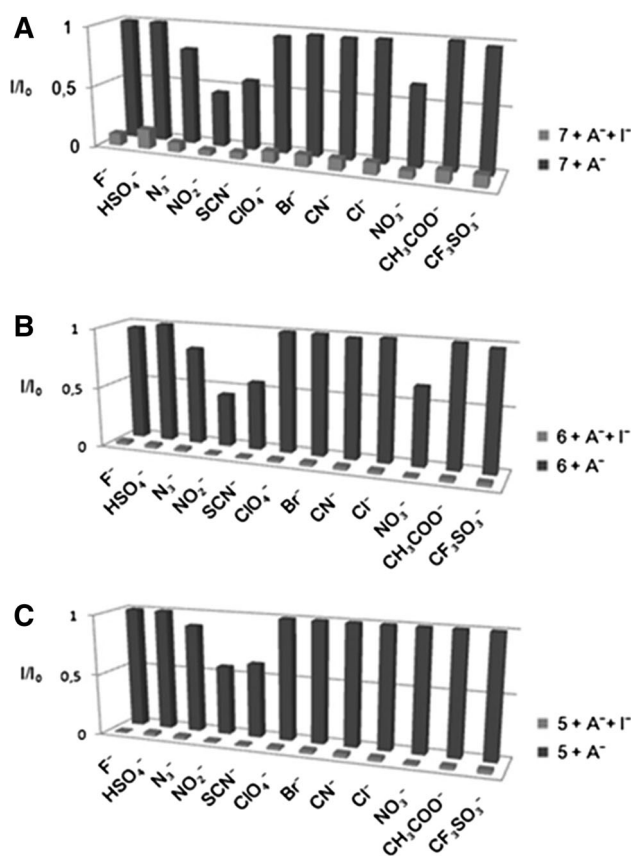 A
1
I/I₀
0,5
0
F⁻
HSO₄⁻
N₃⁻
NO₂⁻
SCN⁻
ClO₄⁻
Br⁻
CN⁻
Cl⁻
NO₃⁻
CH₃COO⁻
CF₃SO₃⁻
7 + A⁻ + I⁻
7 + A⁻
B
1
I/I₀
0,5
0
F⁻
HSO₄⁻
N₃⁻
NO₂⁻
SCN⁻
ClO₄⁻
Br⁻
CN⁻
Cl⁻
NO₃⁻
CH₃COO⁻
CF₃SO₃⁻
6 + A⁻ + I⁻
6 + A⁻
C
1
I/I₀
0,5
0
F⁻
HSO₄⁻
N₃⁻
NO₂⁻
SCN⁻
ClO₄⁻
Br⁻
CN⁻
Cl⁻
NO₃⁻
CH₃COO⁻
CF₃SO₃⁻
5 + A⁻ + I⁻
5 + A⁻